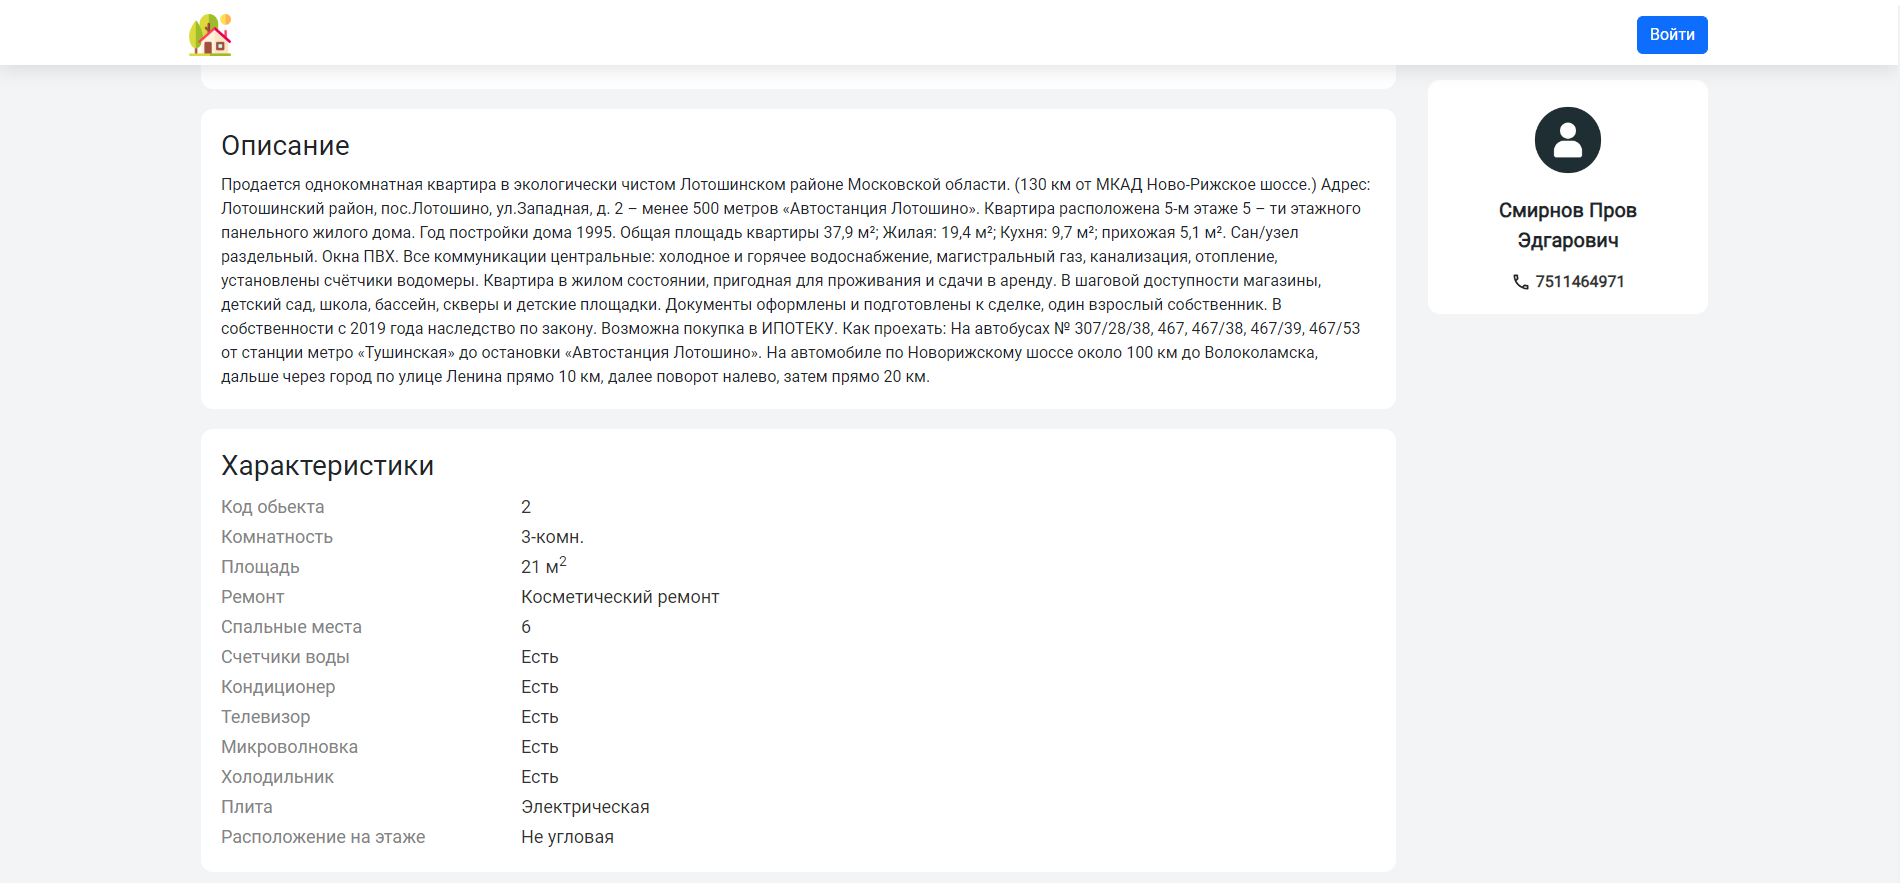 Войти
Описание
Продается однокомнатная квартира в экологически чистом Лотошинском районе Московской области. (130 км от МКАД Ново-Рижское шоссе.) Адрес:
Лотошинский район, пос.Лотошино, ул.Западная, д. 2 – менее 500 метров «Автостанция Лотошино». Квартира расположена 5-м этаже 5 – ти этажного
панельного жилого дома. Год постройки дома 1995. Общая площадь квартиры 37,9 м²; Жилая: 19,4 м²; Кухня: 9,7 м²; прихожая 5,1 м². Сан/узел
раздельный. Окна ПВХ. Все коммуникации центральные: холодное и горячее водоснабжение, магистральный газ, канализация, отопление,
установлены счётчики водомеры. Квартира в жилом состоянии, пригодная для проживания и сдачи в аренду. В шаговой доступности магазины,
детский сад, школа, бассейн, скверы и детские площадки. Документы оформлены и подготовлены к сделке, один взрослый собственник. В
собственности с 2019 года наследство по закону. Возможна покупка в ИПОТЕКУ. Как проехать: На автобусах № 307/28/38, 467, 467/38, 467/39, 467/53
от станции метро «Тушинская» до остановки «Автостанция Лотошино». На автомобиле по Новорижскому шоссе около 100 км до Волоколамска,
дальше через город по улице Ленина прямо 10 км, далее поворот налево, затем прямо 20 км.
Смирнов Пров
Эдгарович
7511464971
Характеристики
Код обьекта 2
Комнатность 3-комн.
Площадь 21 м²
Ремонт Косметический ремонт
Спальные места 6
Счетчики воды Есть
Кондиционер Есть
Телевизор Есть
Микроволновка Есть
Холодильник Есть
Плита Электрическая
Расположение на этаже Не угловая